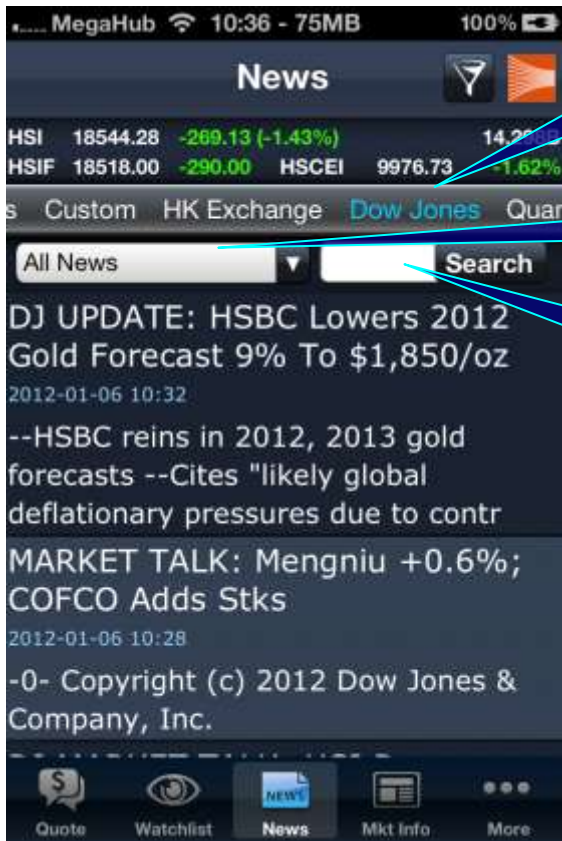 MegaHub 10:36 - 75MB 100%
News
HSI 18544.28 -269.13 (-1.43%) 14.298B
HSIF 18518.00 -290.00 HSCEI 9976.73 -1.62%
s Custom HK Exchange Dow Jones Quar
All News Search
DJ UPDATE: HSBC Lowers 2012
Gold Forecast 9% To $1,850/oz
2012-01-06 10:32
--HSBC reins in 2012, 2013 gold
forecasts --Cites "likely global
deflationary pressures due to contr
MARKET TALK: Mengniu +0.6%;
COFCO Adds Stks
2012-01-06 10:28
-0- Copyright (c) 2012 Dow Jones &
Company, Inc.
NEWS
Quote Watchlist News Mkt Info More